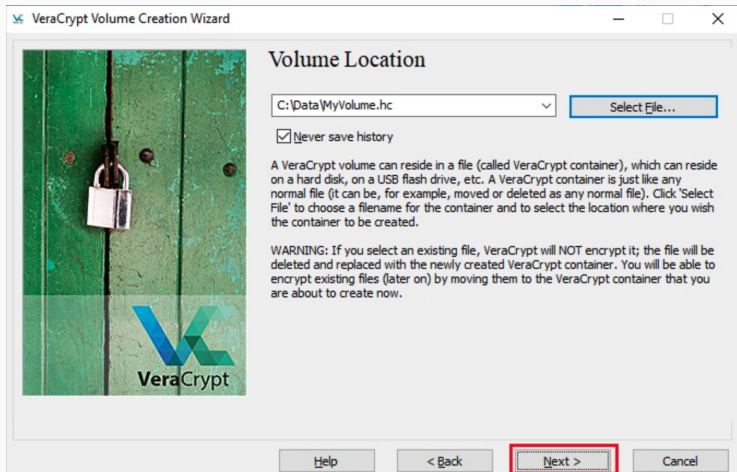 VeraCrypt Volume Creation Wizard
Volume Location
C:\Data\MyVolume.hc
Select File...
Never save history
A VeraCrypt volume can reside in a file (called VeraCrypt container), which can reside
on a hard disk, on a USB flash drive, etc. A VeraCrypt container is just like any
normal file (it can be, for example, moved or deleted as any normal file). Click 'Select
File' to choose a filename for the container and to select the location where you wish
the container to be created.
WARNING: If you select an existing file, VeraCrypt will NOT encrypt it; the file will be
deleted and replaced with the newly created VeraCrypt container. You will be able to
encrypt existing files (later on) by moving them to the VeraCrypt container that you
are about to create now.
VeraCrypt
Help
< Back
Next >
Cancel